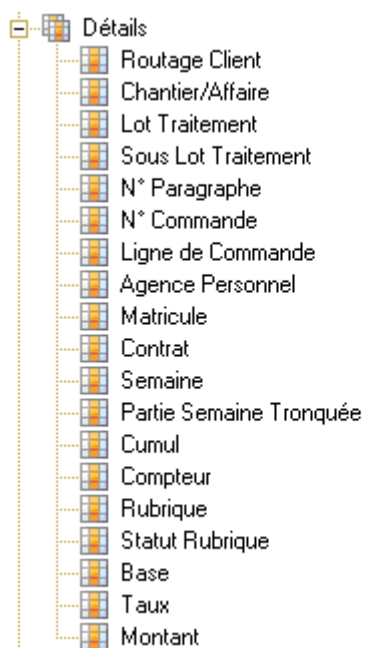 Détails
Routage Client
Chantier/Affaire
Lot Traitement
Sous Lot Traitement
N° Paragraphe
N° Commande
Ligne de Commande
Agence Personnel
Matricule
Contrat
Semaine
Partie Semaine Tronquée
Cumul
Compteur
Rubrique
Statut Rubrique
Base
Taux
Montant